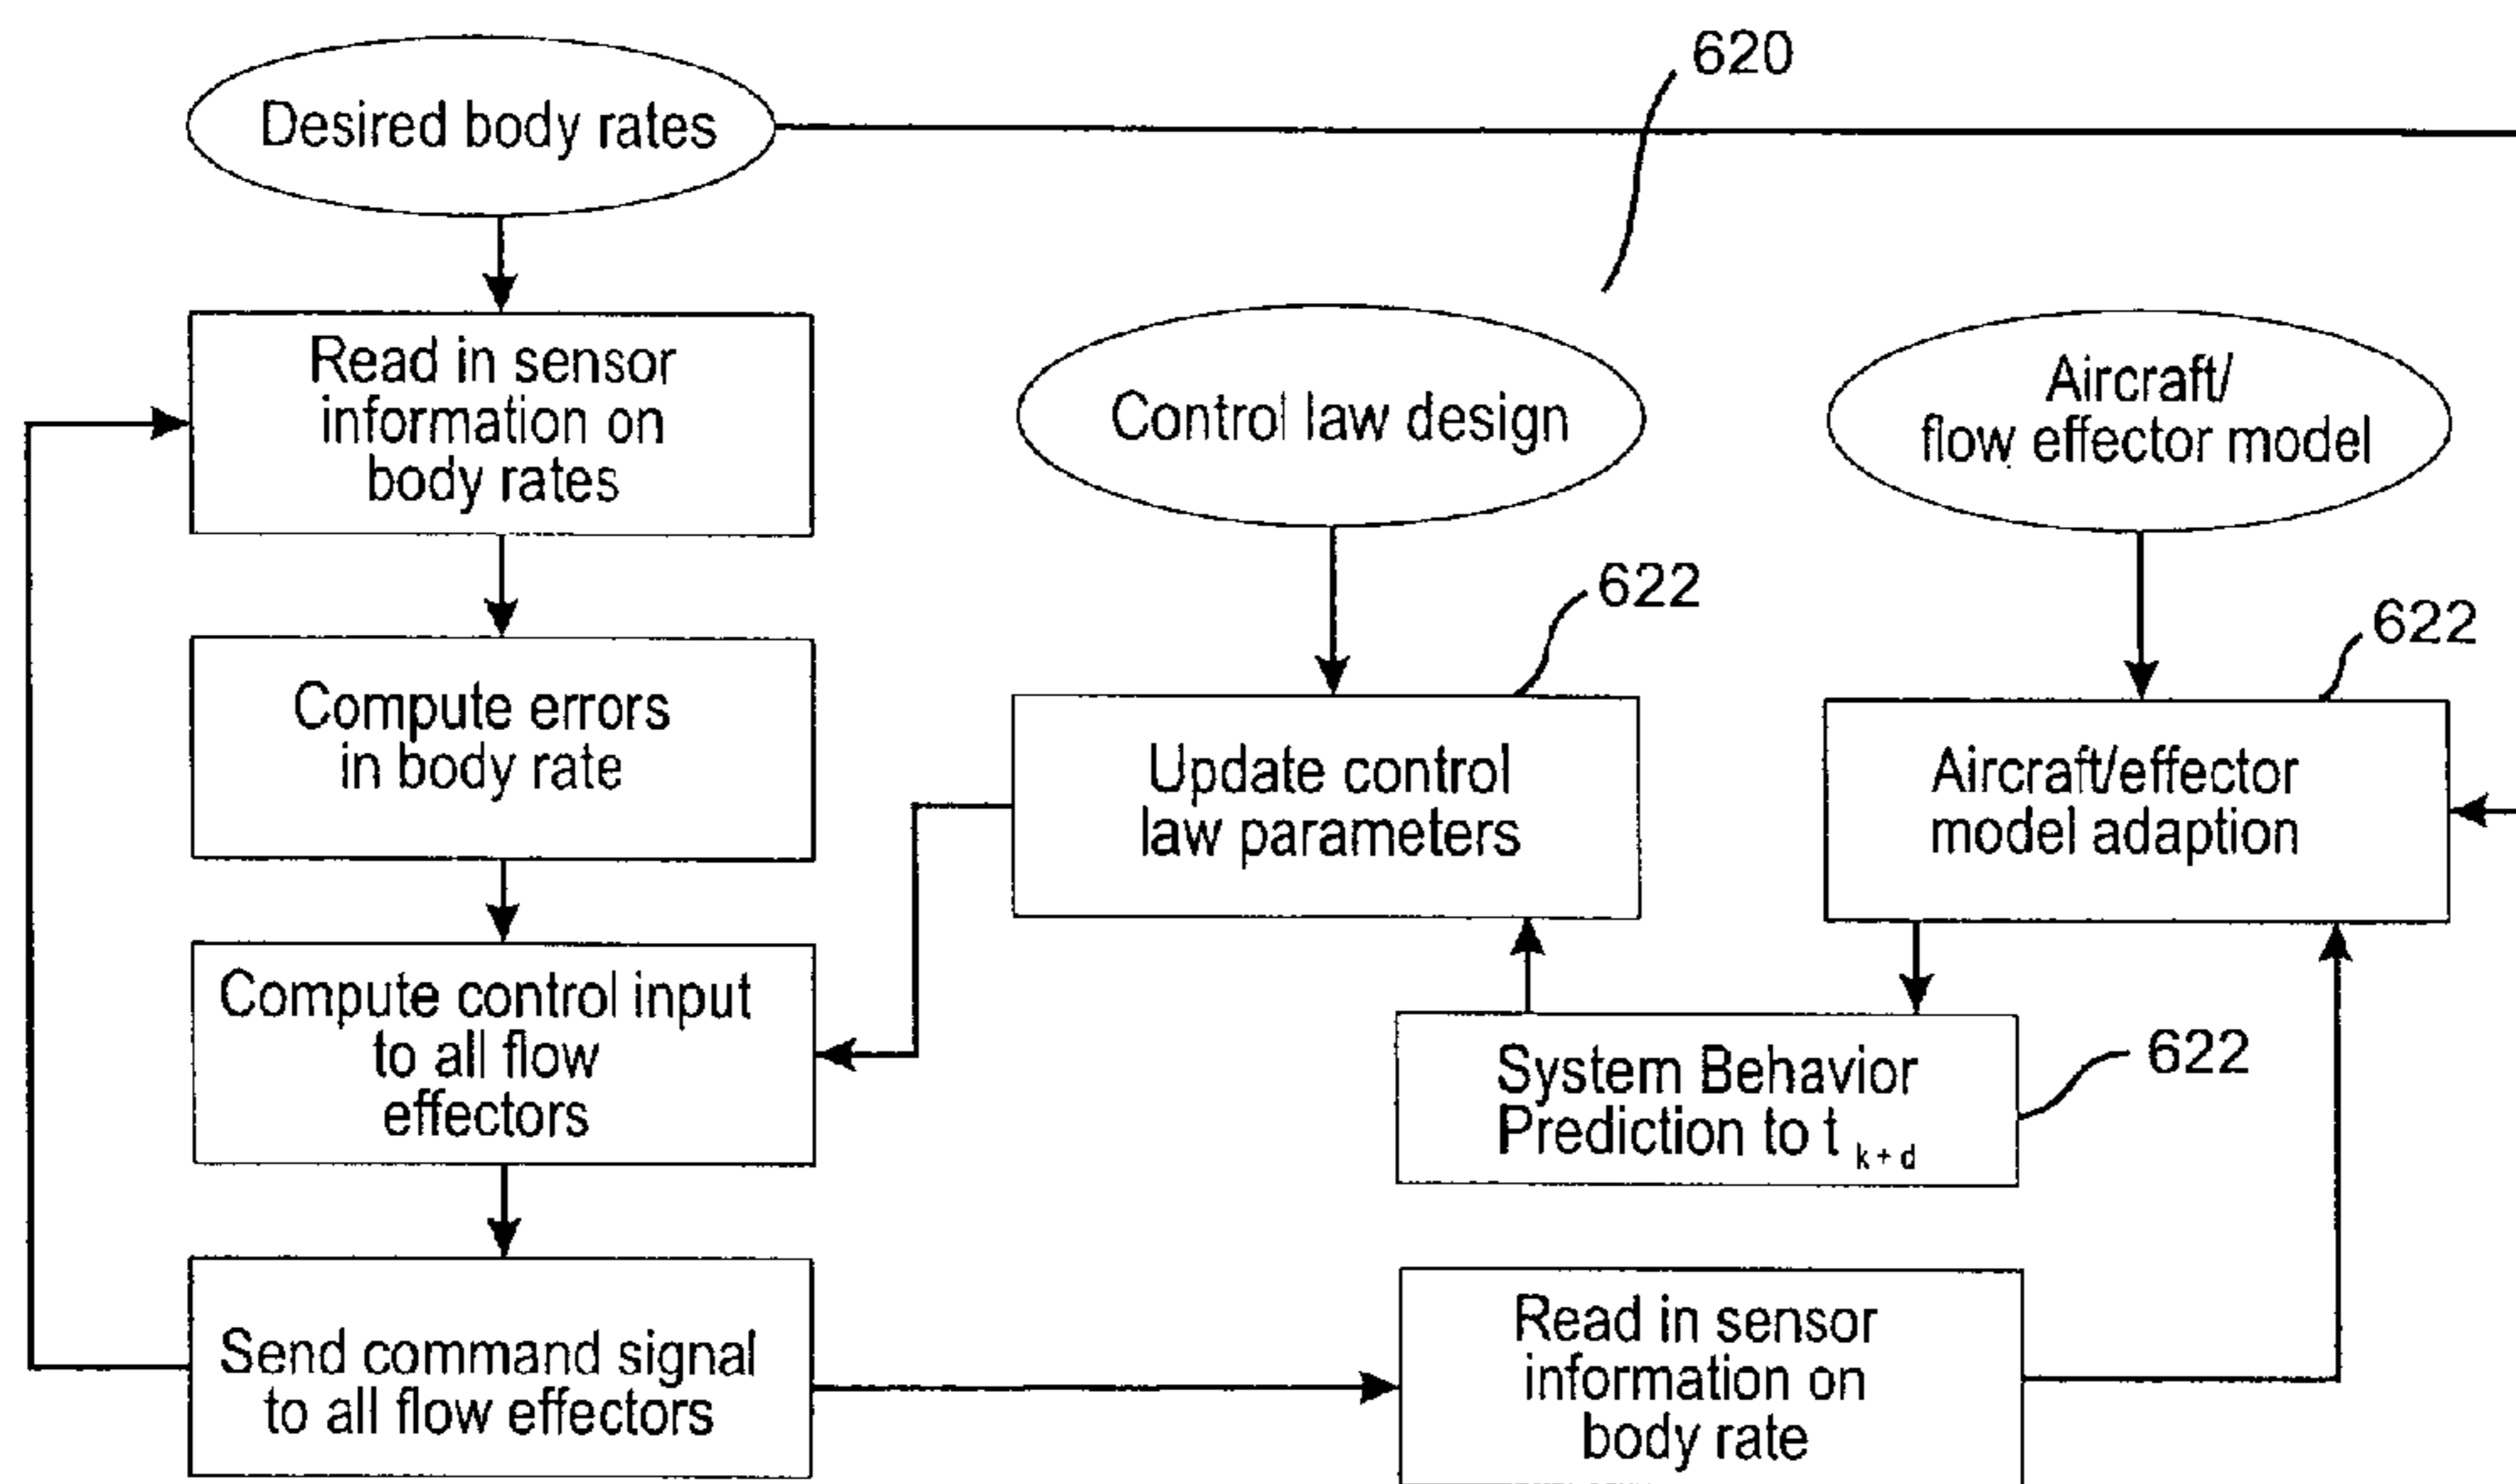 620
Desired body rates
Read in sensor
information on
body rates
Control law design
Aircraft/
flow effector model
622
622
Compute errors
in body rate
Update control
law parameters
Aircraft/effector
model adaption
Compute control input
to all flow
effectors
System Behavior
Prediction to t k+d
622
Send command signal
to all flow effectors
Read in sensor
information on
body rate